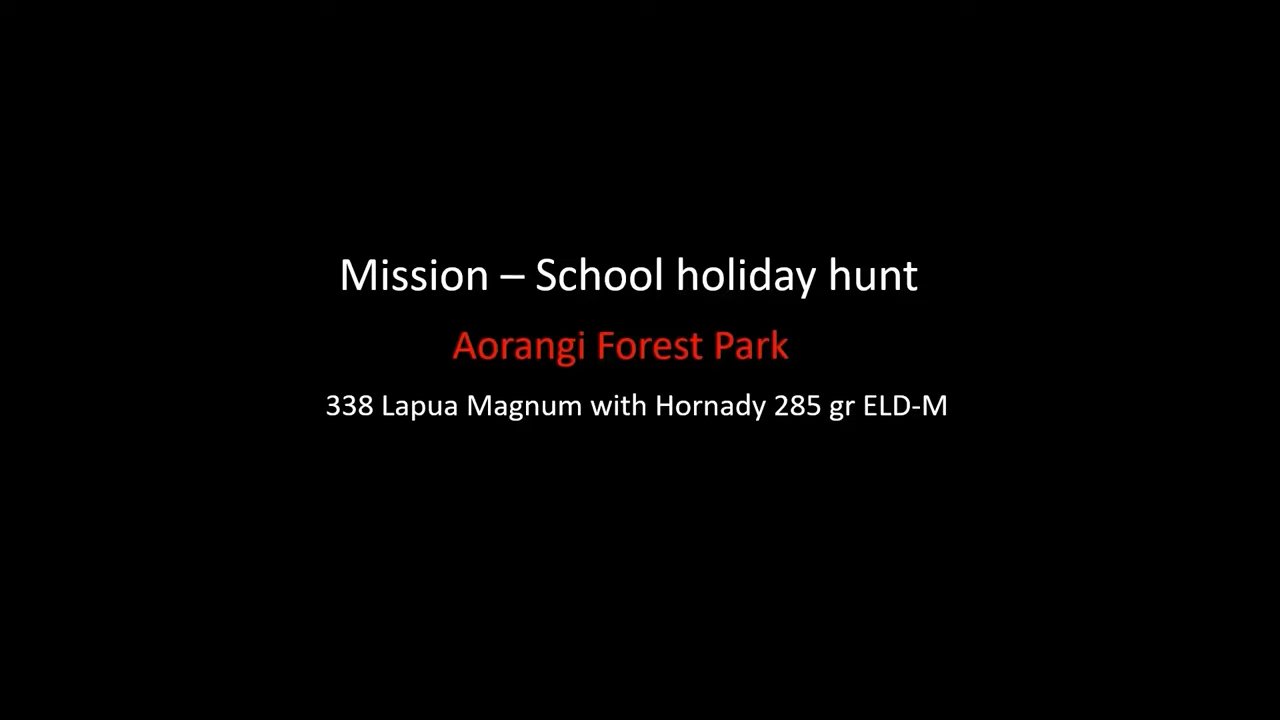 Mission – School holiday hunt
Aorangi Forest Park
338 Lapua Magnum with Hornady 285 gr ELD-M